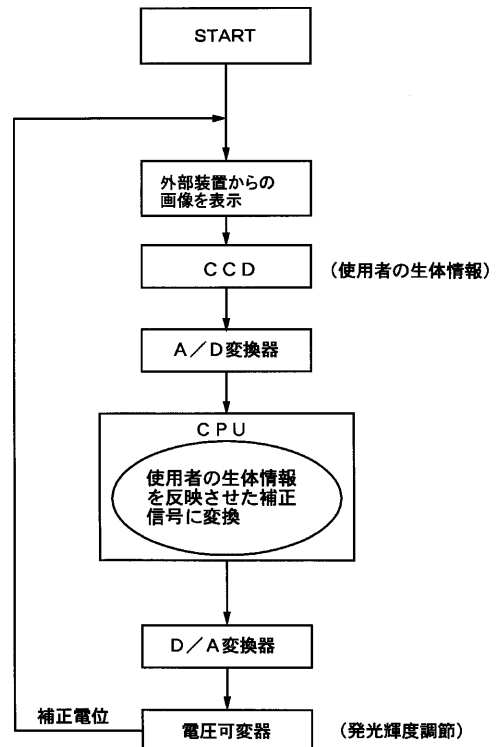 START
外部装置からの
画像を表示
CCD
(使用者の生体情報)
A/D変換器
CPU
使用者の生体情報
を反映させた補正
信号に変換
D/A変換器
補正電位
電圧可変器
(発光輝度調節)